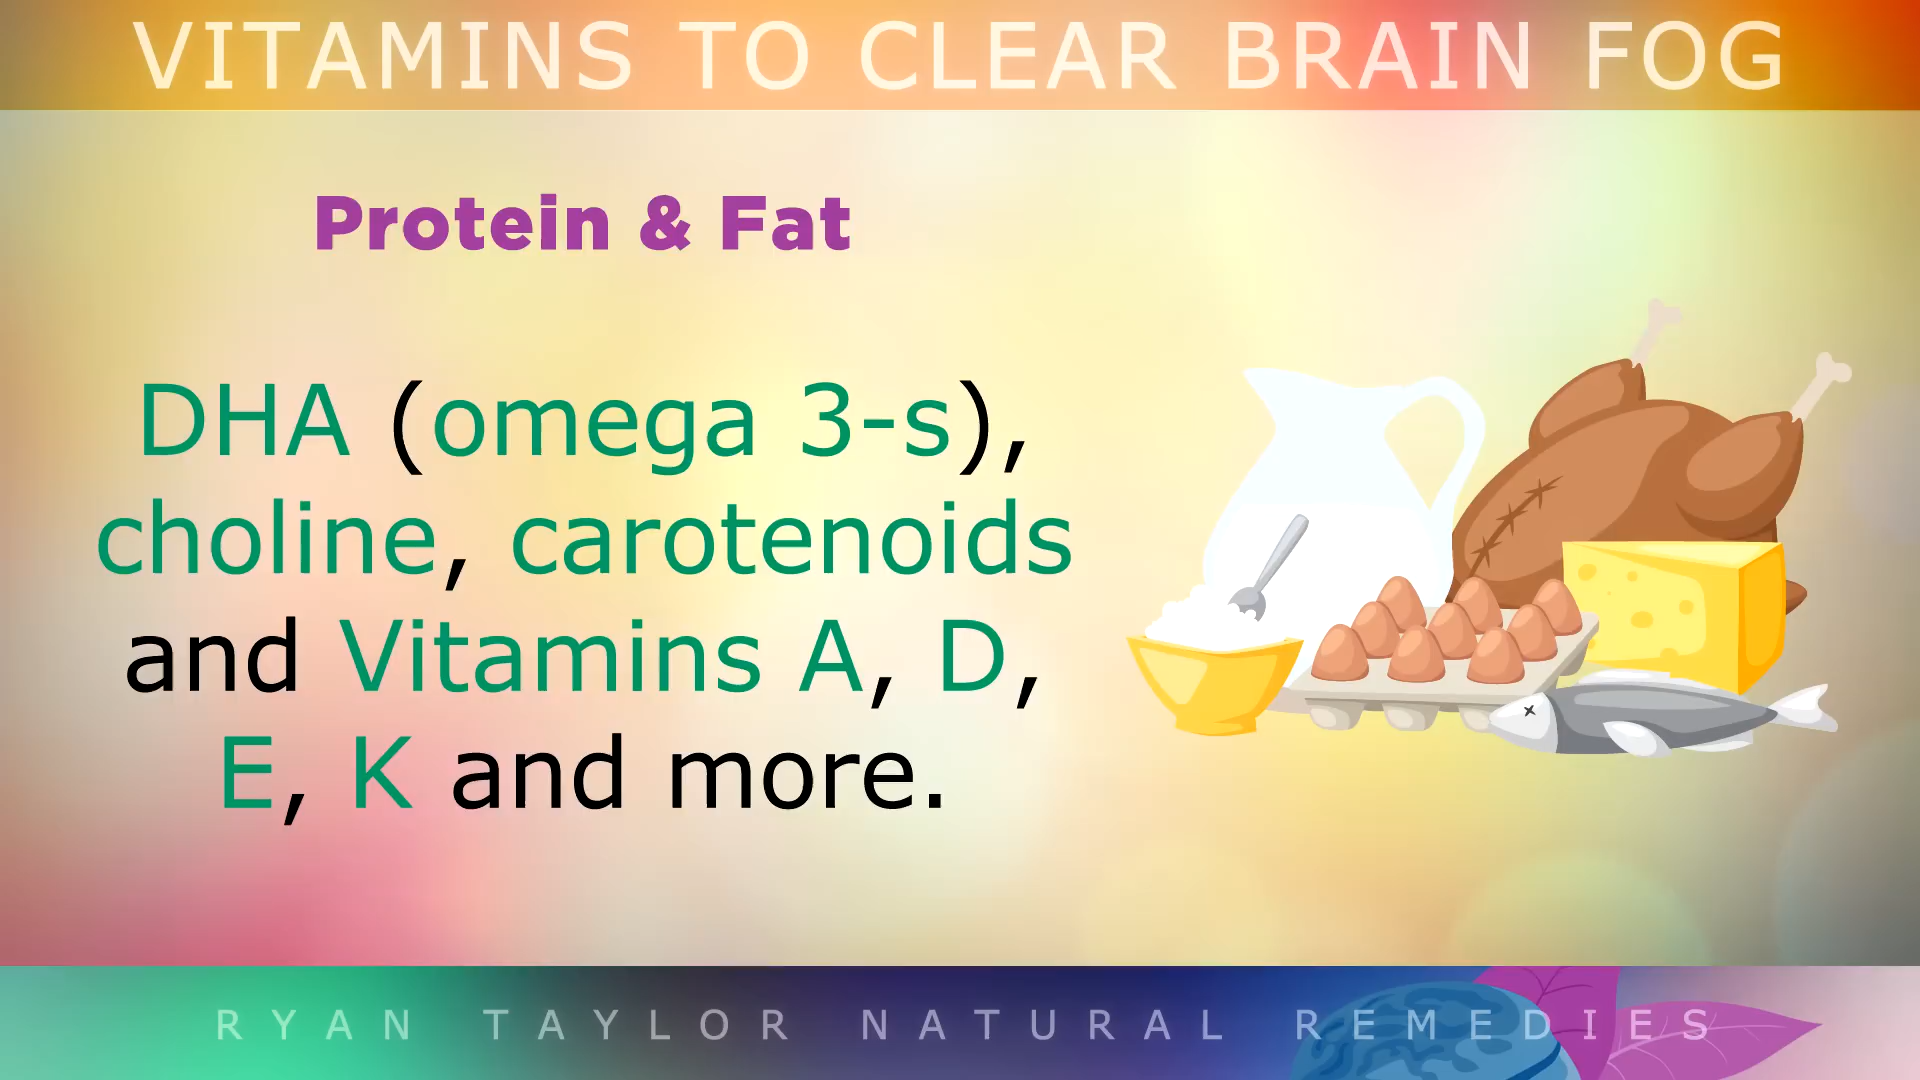 VITAMINS TO CLEAR BRAIN FOG
Protein & Fat
DHA (omega 3-s),
choline, carotenoids
and Vitamins A, D,
E, K and more.
RYAN TAYLOR NATURAL REMEDIES